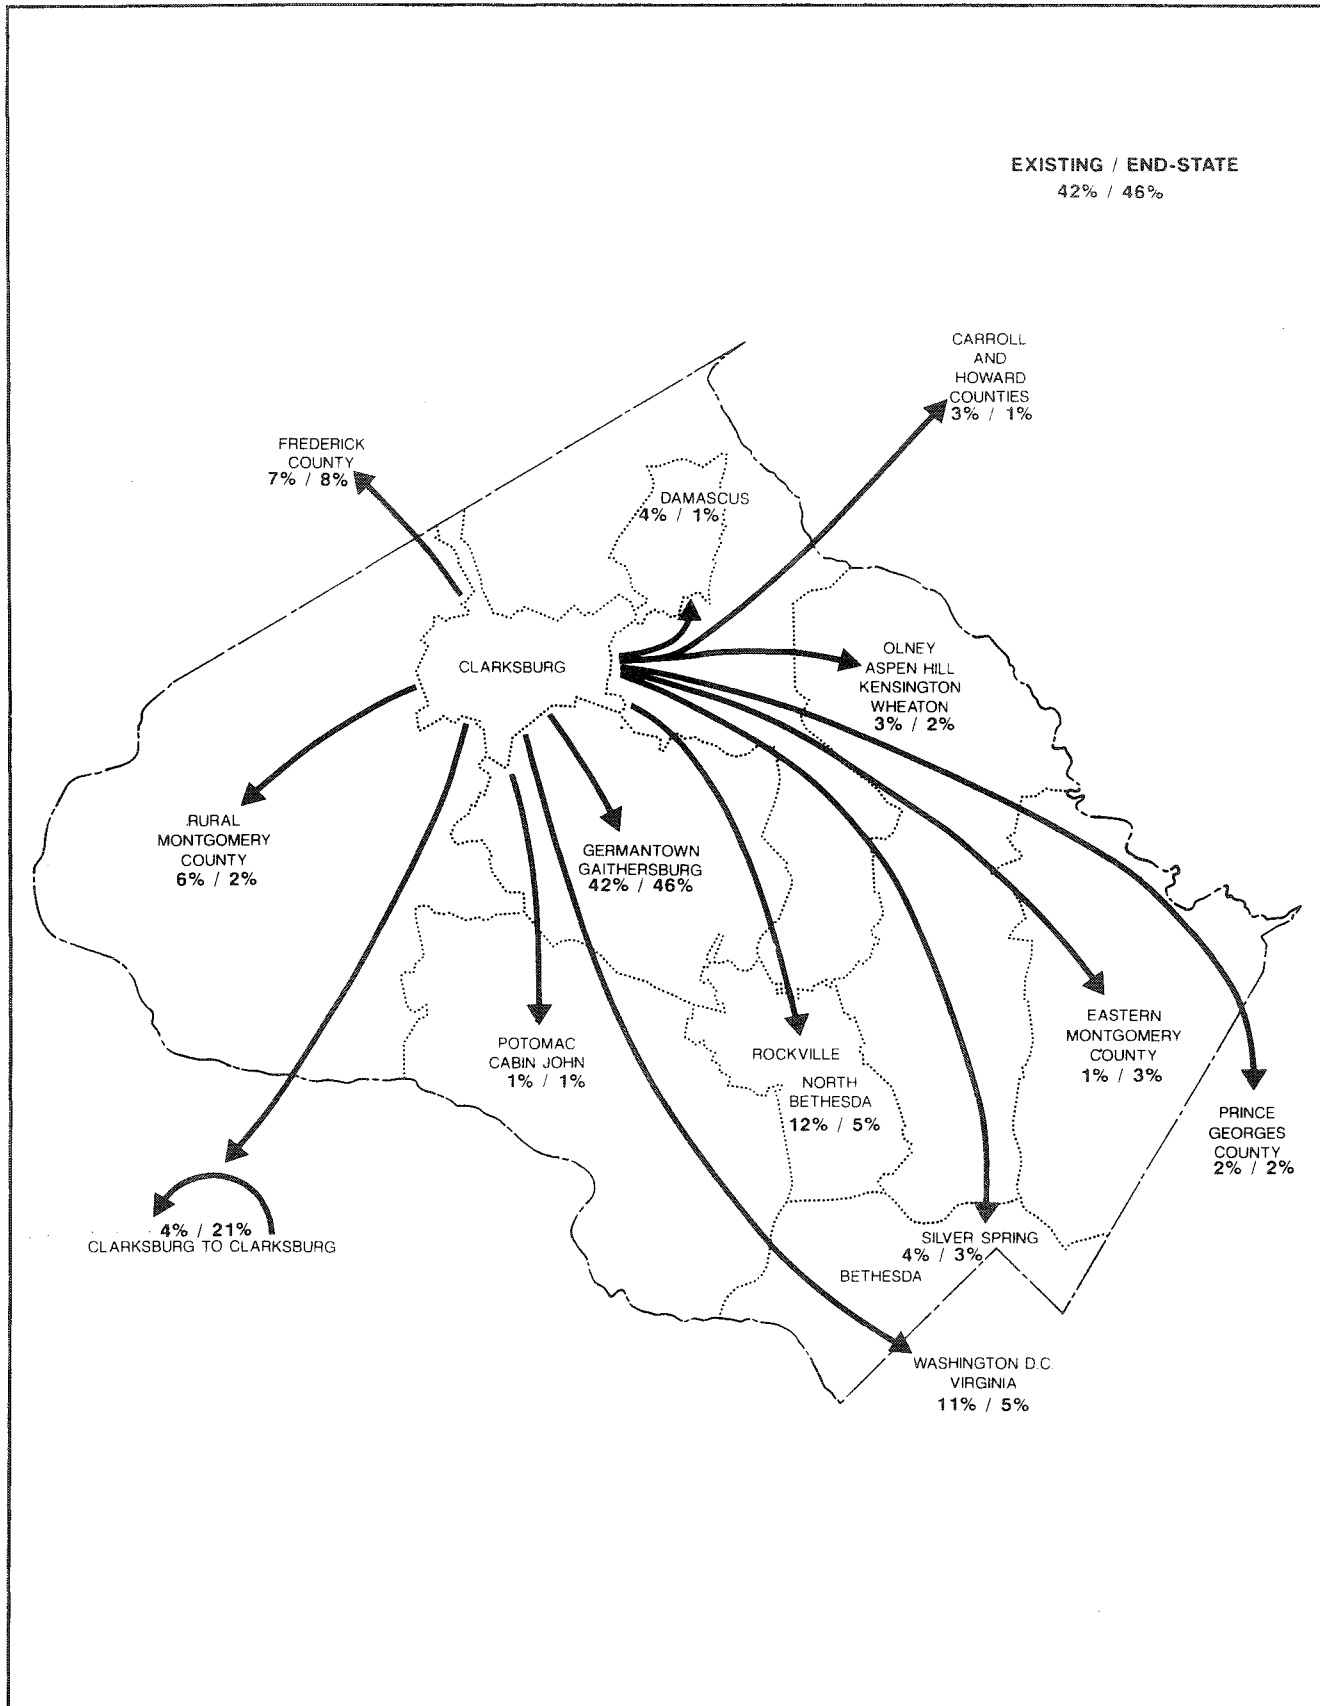 EXISTING / END-STATE
42% / 46%
CARROLL
AND
HOWARD
COUNTIES
3% / 1%
FREDERICK
COUNTY
7% / 8%
DAMASCUS
4% / 1%
CLARKSBURG
OLNEY
ASPEN HILL
KENSINGTON
WHEATON
3% / 2%
RURAL
MONTGOMERY
COUNTY
6% / 2%
GERMANTOWN
GAITHERSBURG
42% / 46%
POTOMAC
CABIN JOHN
1% / 1%
ROCKVILLE
NORTH
BETHESDA
12% / 5%
EASTERN
MONTGOMERY
COUNTY
1% / 3%
PRINCE
GEORGES
COUNTY
2% / 2%
4% / 21%
CLARKSBURG TO CLARKSBURG
SILVER SPRING
4% / 3%
BETHESDA
WASHINGTON D.C.
VIRGINIA
11% / 5%